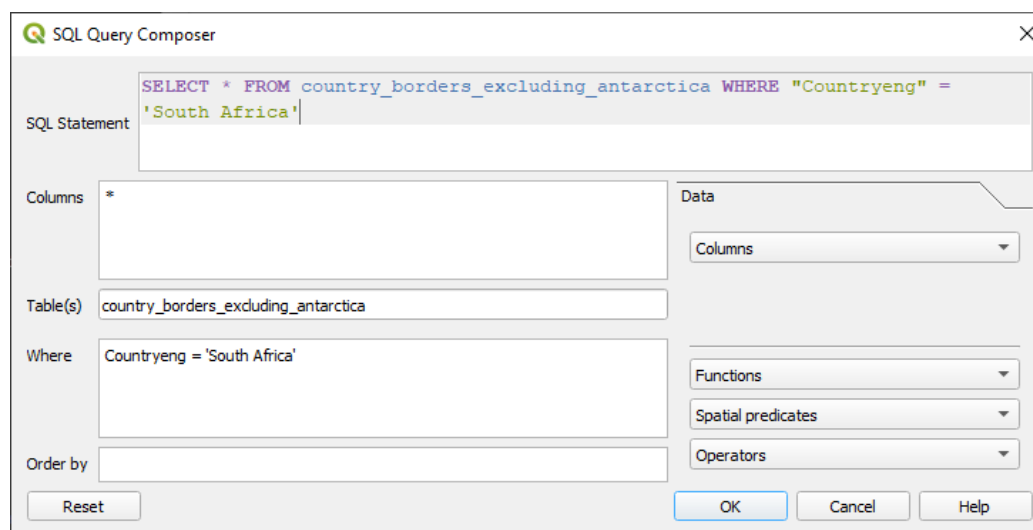 SQL Query Composer
SELECT * FROM country_borders_excluding_antarctica WHERE "Countryeng" =
'South Africa'
SQL Statement
Columns
*
Data
Columns
Table(s)
country_borders_excluding_antarctica
Where
Countryeng = 'South Africa'
Functions
Spatial predicates
Operators
Order by
Reset
OK
Cancel
Help